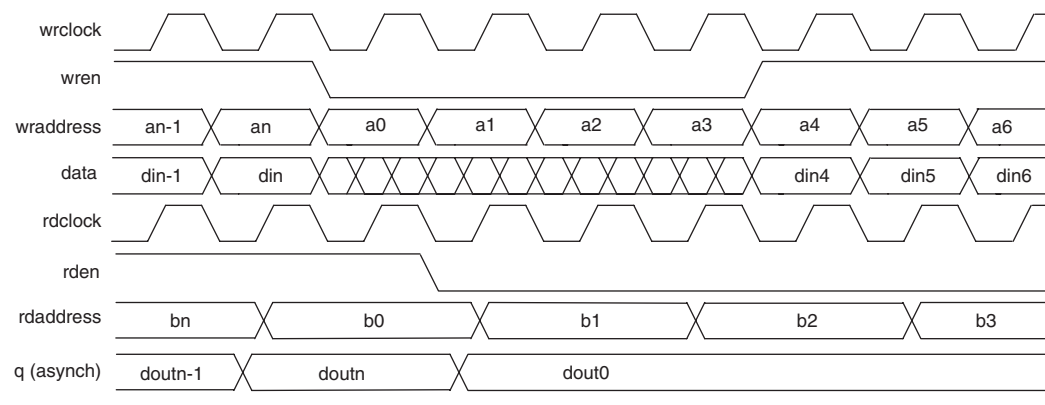 wrclock
wren
wraddress an-1 an a0 a1 a2 a3 a4 a5 a6
data din-1 din din4 din5 din6
rdclock
rden
rdaddress bn b0 b1 b2 b3
q (asynch) doutn-1 doutn dout0